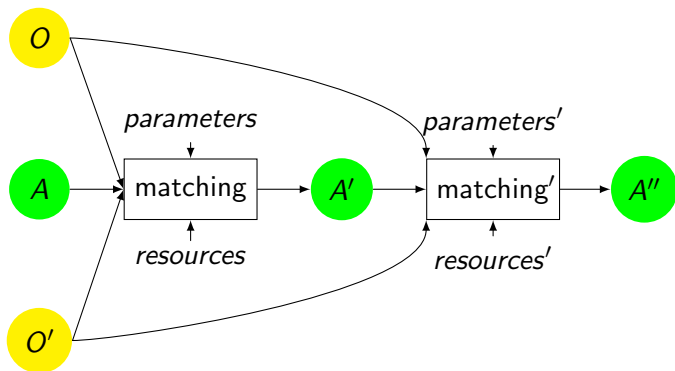 O
parameters
parameters′
A
matching
A′
matching′
A″
resources
resources′
O′